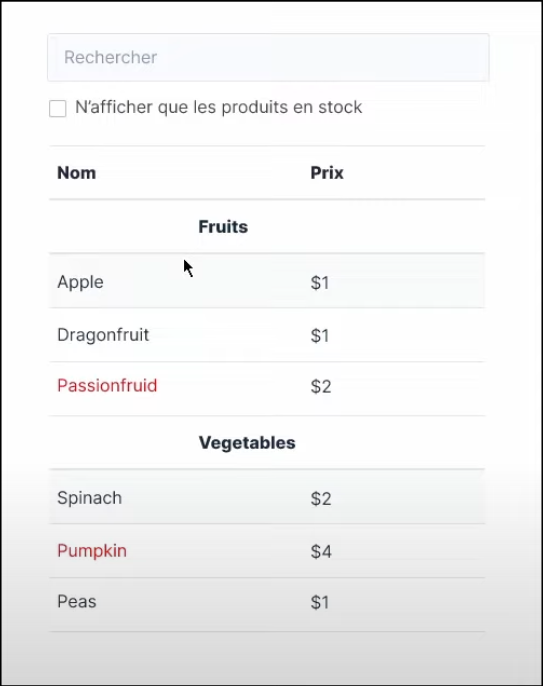 Rechercher
N'afficher que les produits en stock
Nom Prix
Fruits
Apple $1
Dragonfruit $1
Passionfruid $2
Vegetables
Spinach $2
Pumpkin $4
Peas $1